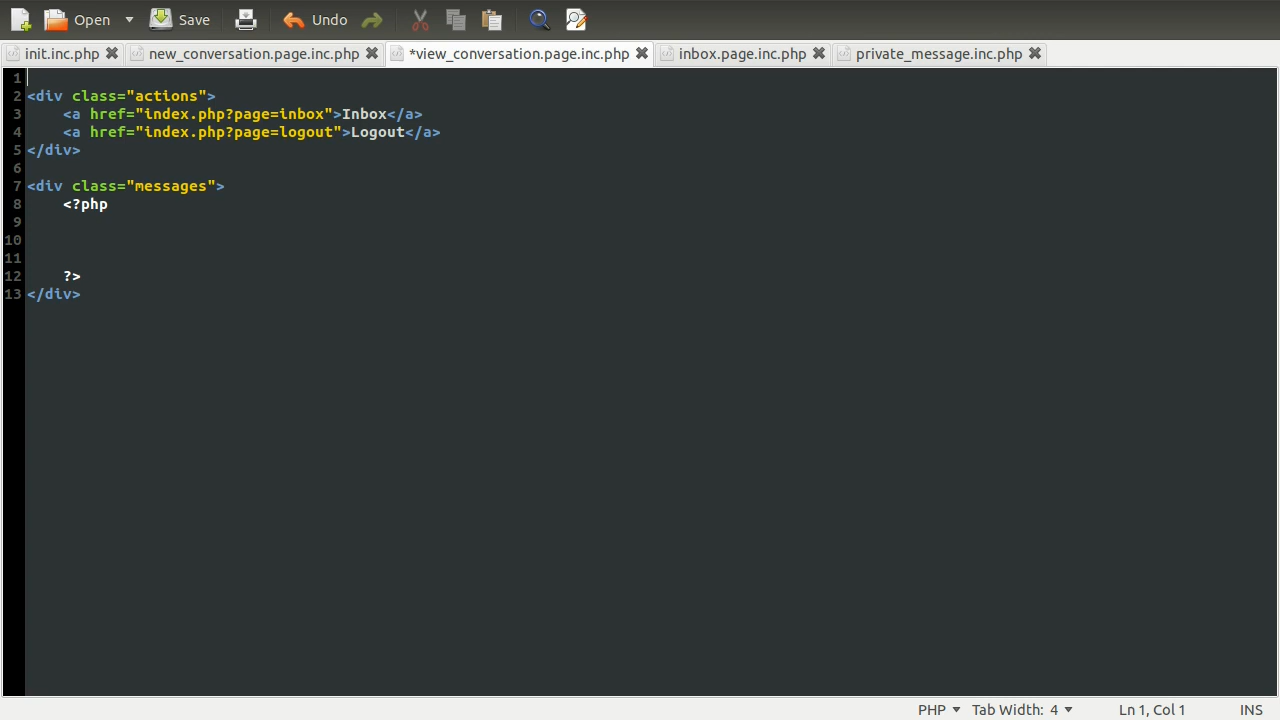 Open Save Undo
init.inc.php new_conversation.page.inc.php *view_conversation.page.inc.php inbox.page.inc.php private_message.inc.php
1
2 <div class="actions">
3     <a href="index.php?page=inbox">Inbox</a>
4     <a href="index.php?page=logout">Logout</a>
5 </div>
6
7 <div class="messages">
8     <?php
9
10
11
12     ?>
13 </div>
PHP Tab Width: 4 Ln 1, Col 1 INS